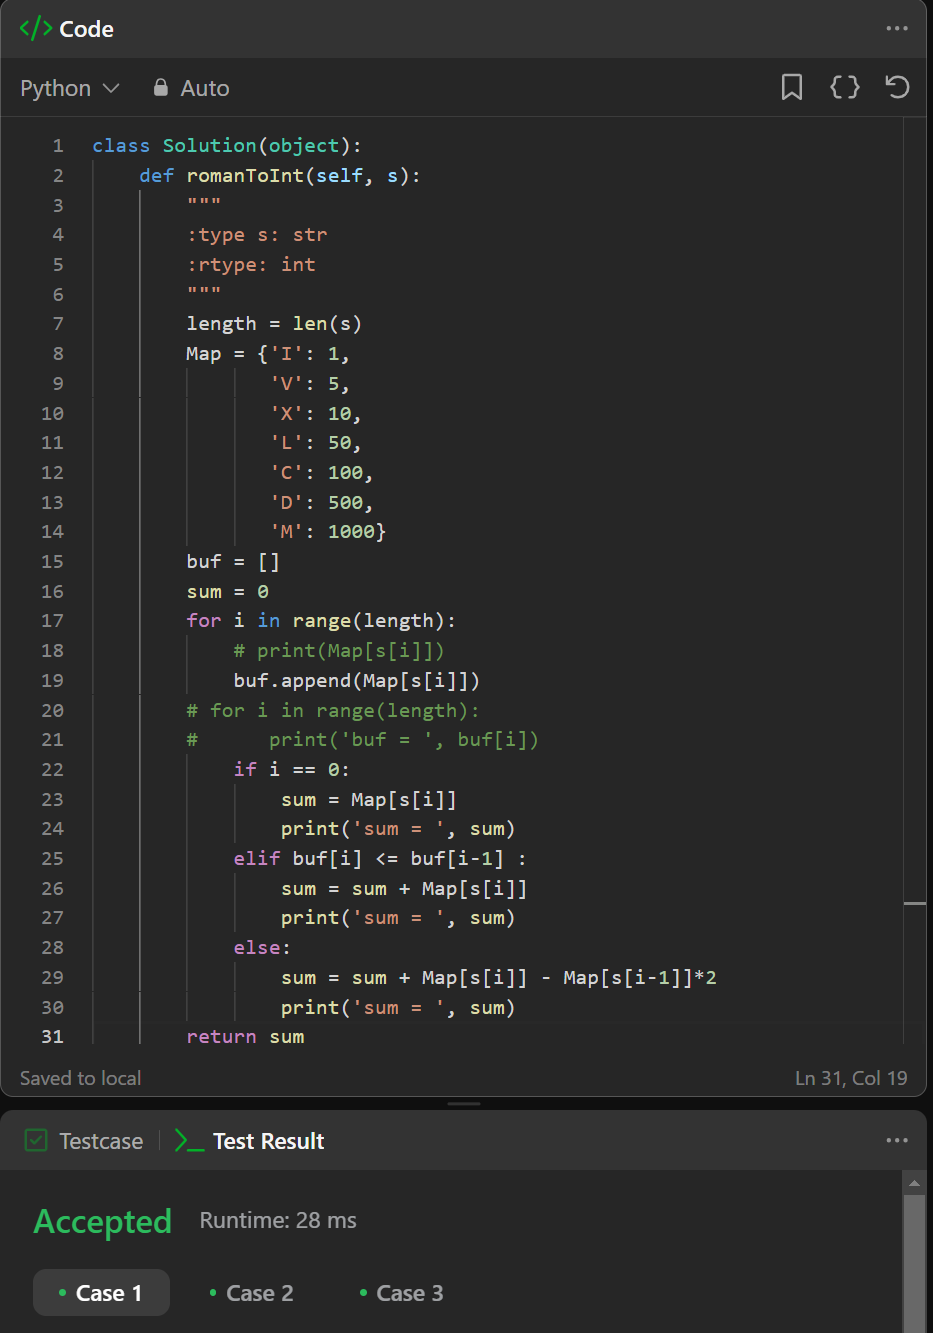 </> Code
Python Auto
1 class Solution(object):
2 def romanToInt(self, s):
3 """
4 :type s: str
5 :rtype: int
6 """
7 length = len(s)
8 Map = {'I': 1,
9 'V': 5,
10 'X': 10,
11 'L': 50,
12 'C': 100,
13 'D': 500,
14 'M': 1000}
15 buf = []
16 sum = 0
17 for i in range(length):
18 # print(Map[s[i]])
19 buf.append(Map[s[i]])
20 # for i in range(length):
21 # print('buf = ', buf[i])
22 if i == 0:
23 sum = Map[s[i]]
24 print('sum = ', sum)
25 elif buf[i] <= buf[i-1] :
26 sum = sum + Map[s[i]]
27 print('sum = ', sum)
28 else:
29 sum = sum + Map[s[i]] - Map[s[i-1]]*2
30 print('sum = ', sum)
31 return sum
Saved to local Ln 31, Col 19
Testcase Test Result
Accepted Runtime: 28 ms
Case 1 Case 2 Case 3